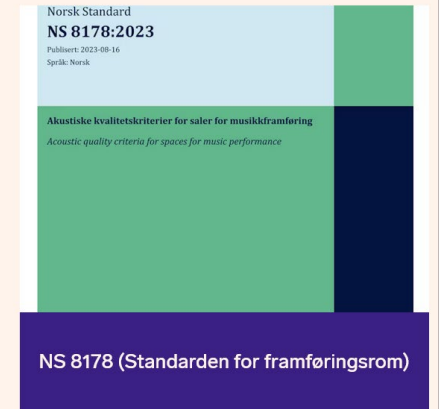 Norsk Standard
NS 8178:2023
Publisert: 2023-08-16
Språk: Norsk
Akustiske kvalitetskriterier for saler for musikkframføring
Acoustic quality criteria for spaces for music performance
NS 8178 (Standarden for framføringsrom)